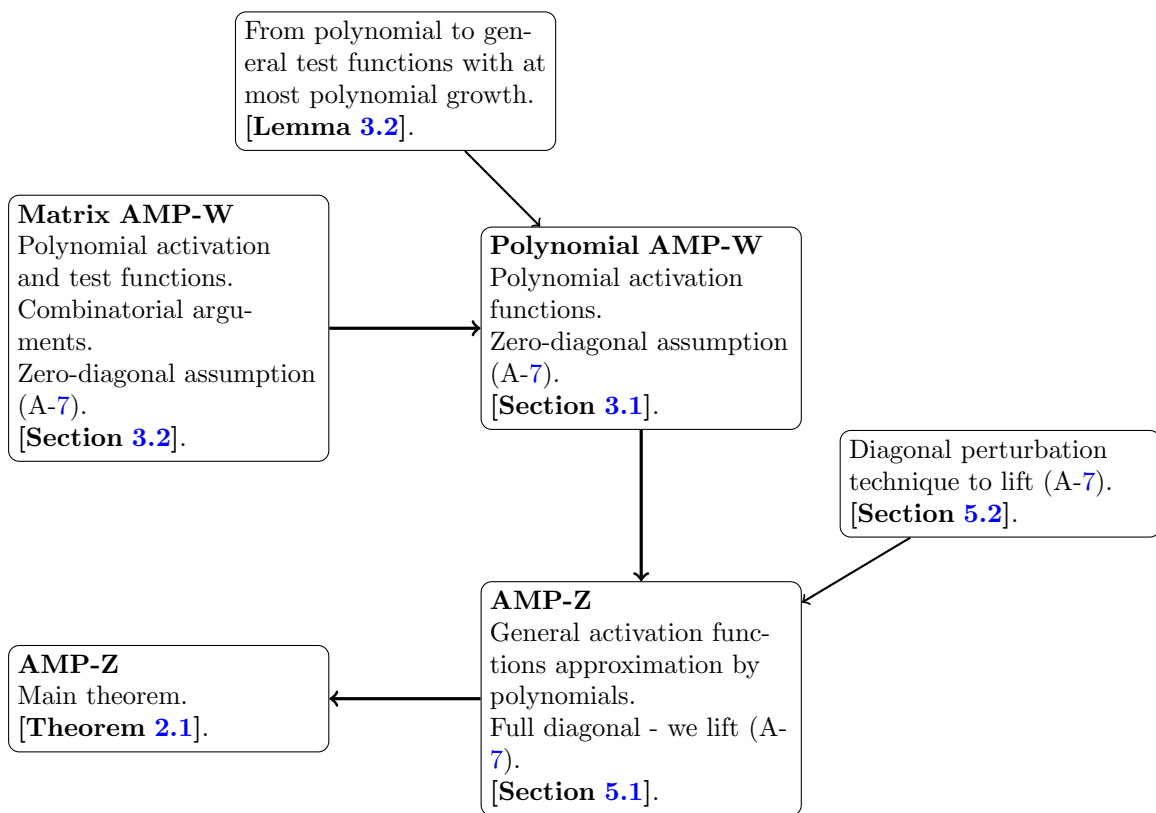 From polynomial to gen-
eral test functions with at
most polynomial growth.
[Lemma 3.2].
Matrix AMP-W
Polynomial activation
and test functions.
Combinatorial argu-
ments.
Zero-diagonal assumption
(A-7).
[Section 3.2].
Polynomial AMP-W
Polynomial activation
functions.
Zero-diagonal assumption
(A-7).
[Section 3.1].
Diagonal perturbation
technique to lift (A-7).
[Section 5.2].
AMP-Z
General activation func-
tions approximation by
polynomials.
Full diagonal - we lift (A-
7).
[Section 5.1].
AMP-Z
Main theorem.
[Theorem 2.1].